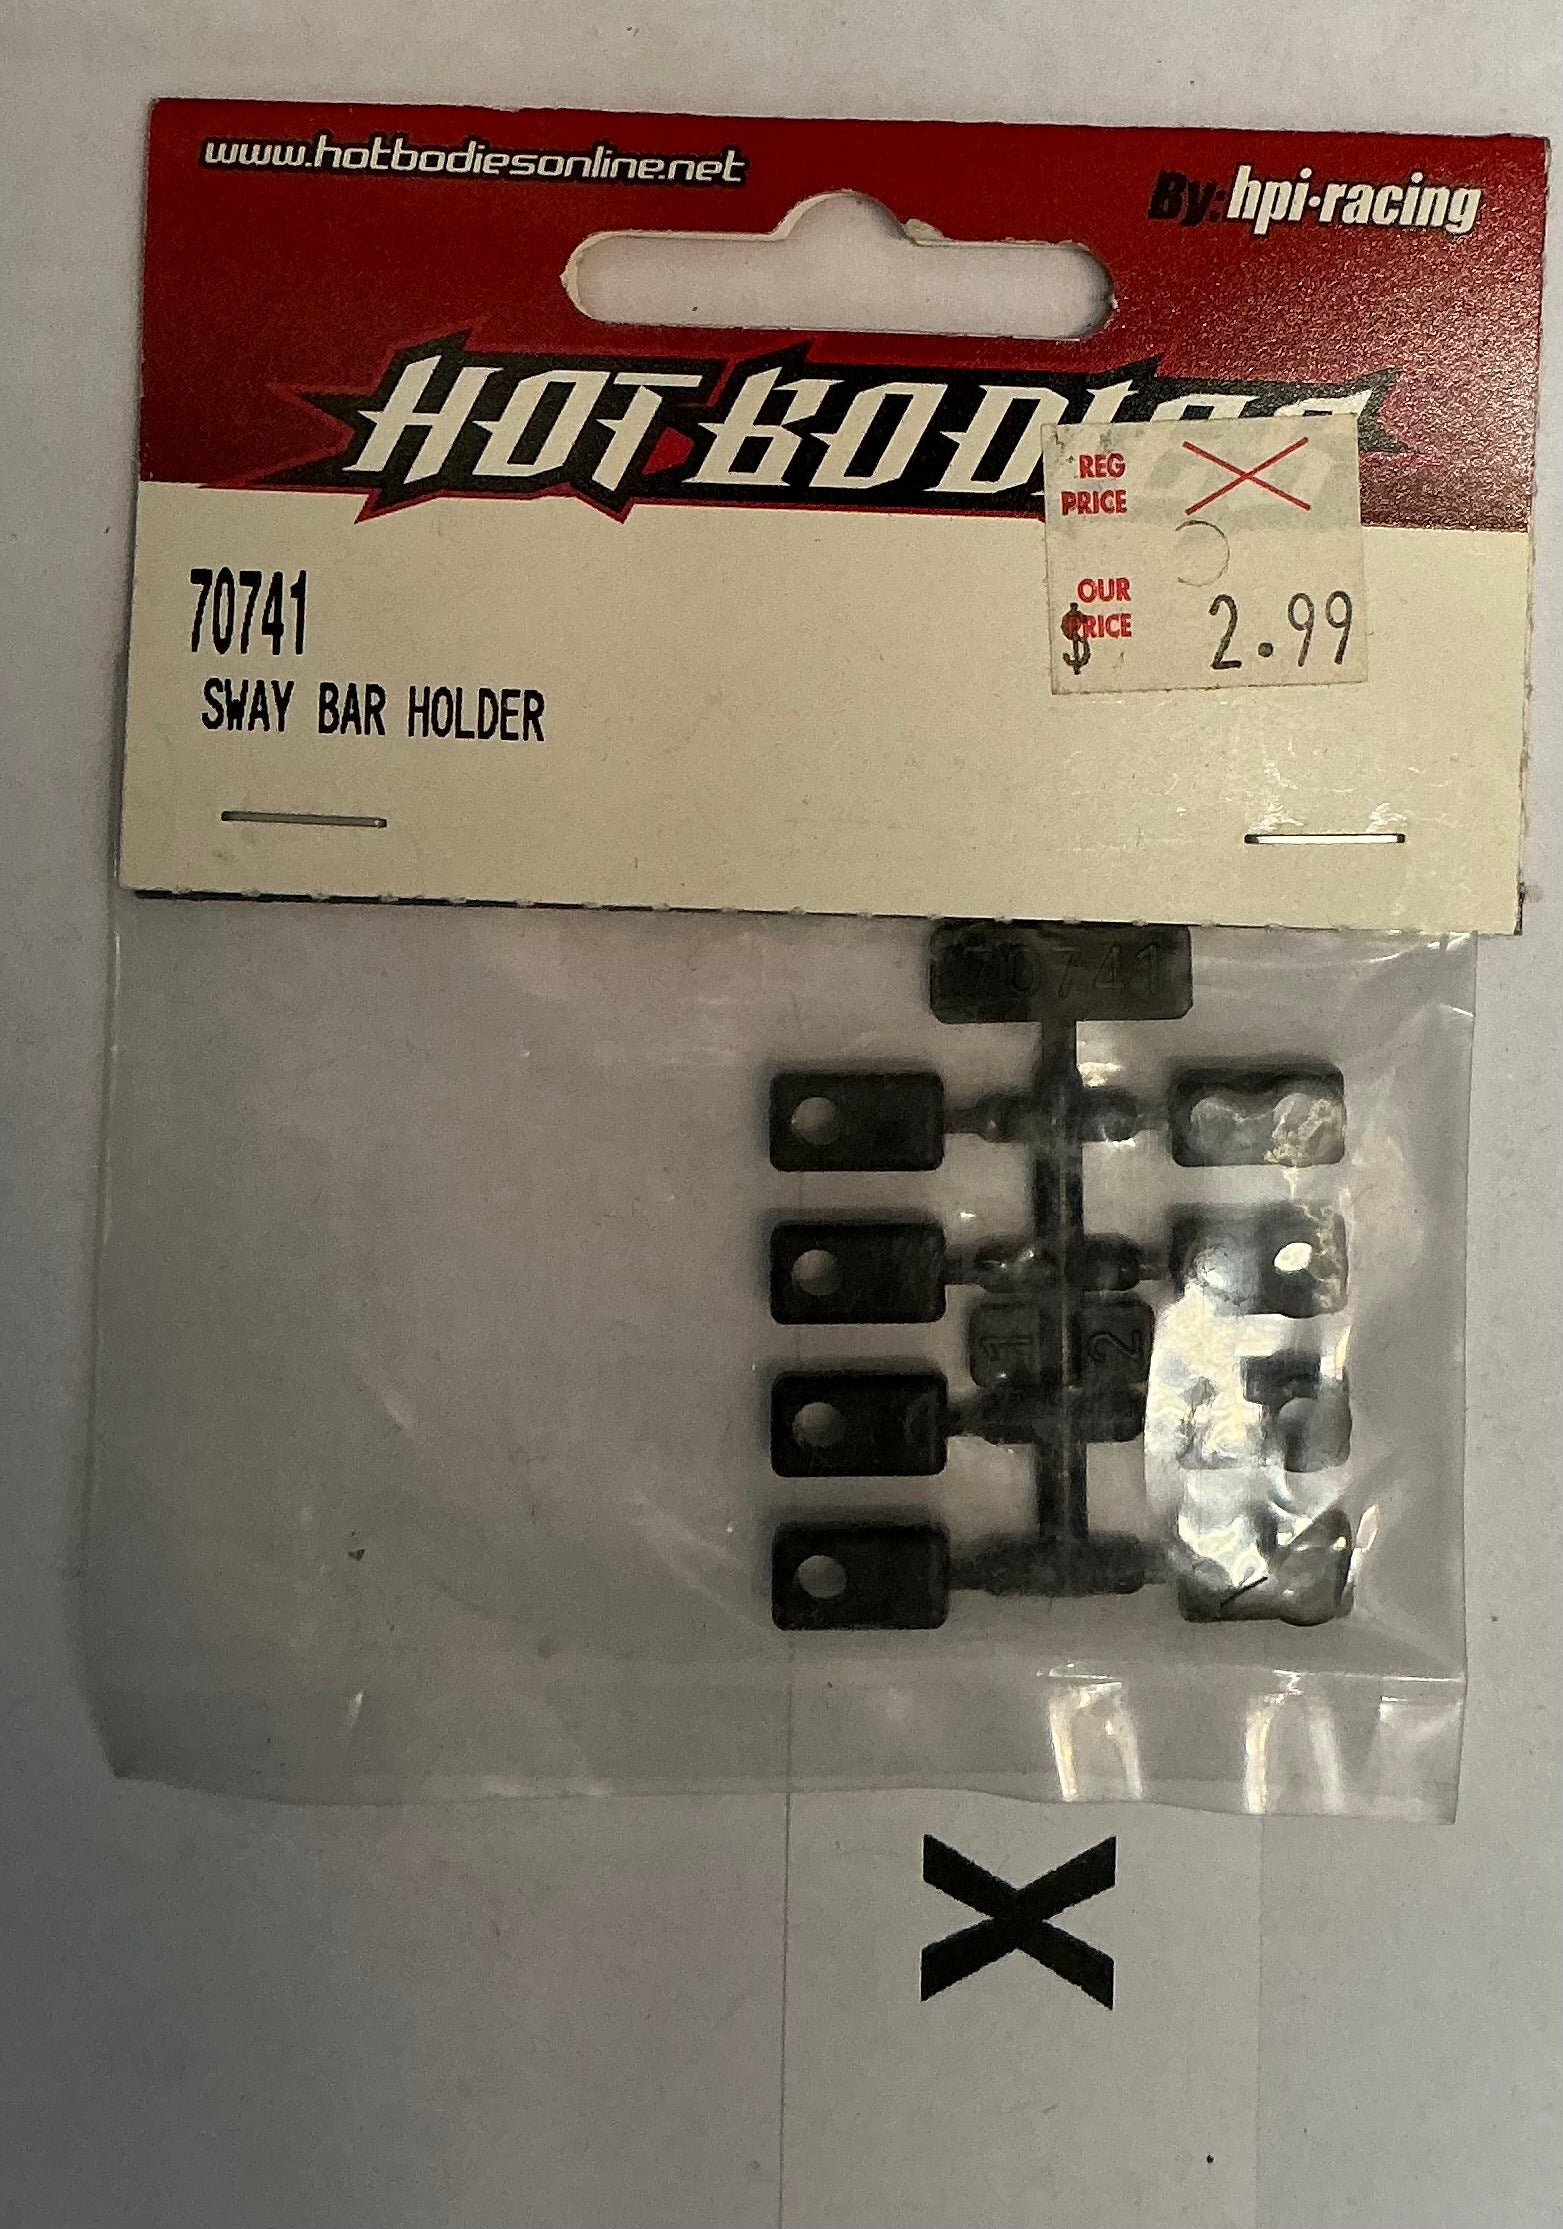 www.hotbodiesonline.net
By: hpi·racing
HOT BODIES
REG
PRICE
OUR
PRICE
$ 2.99
70741
SWAY BAR HOLDER
70741
1 2
X